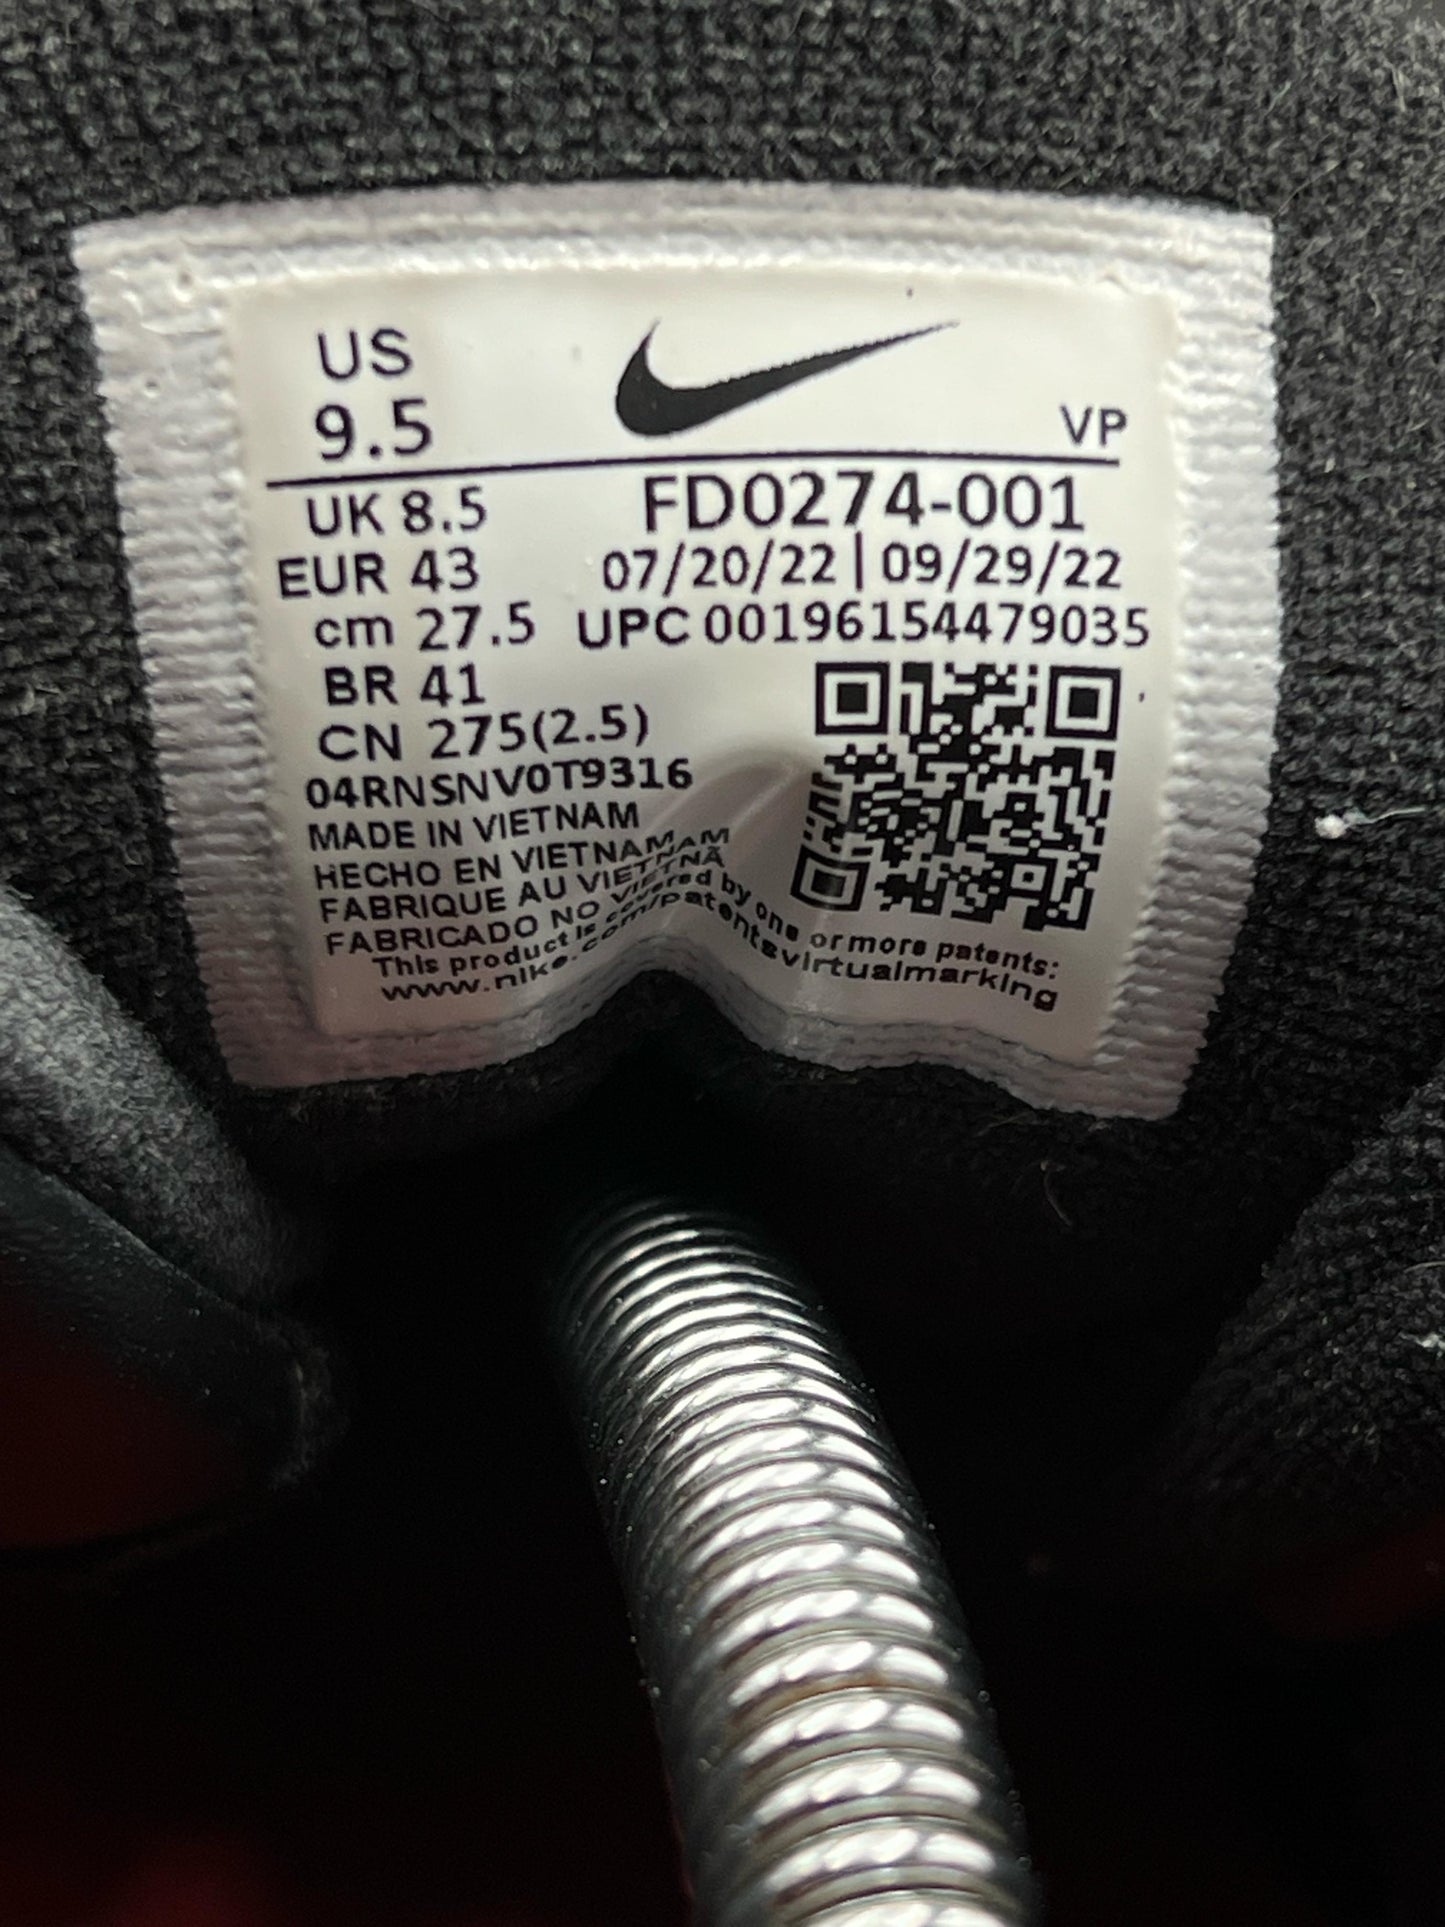 US
9.5
VP
UK 8.5
FD0274-001
EUR 43
07/20/22 | 09/29/22
cm 27.5
UPC 00196154479035
BR 41
CN 275(2.5)
04RNSNV0T9316
MADE IN VIETNAM
HECHO EN VIETNAM
FABRIQUE AU VIETNAM
FABRICADO NO VIETNÃ
This product is covered by one or more patents:
www.nike.com/patentsvirtualmarking